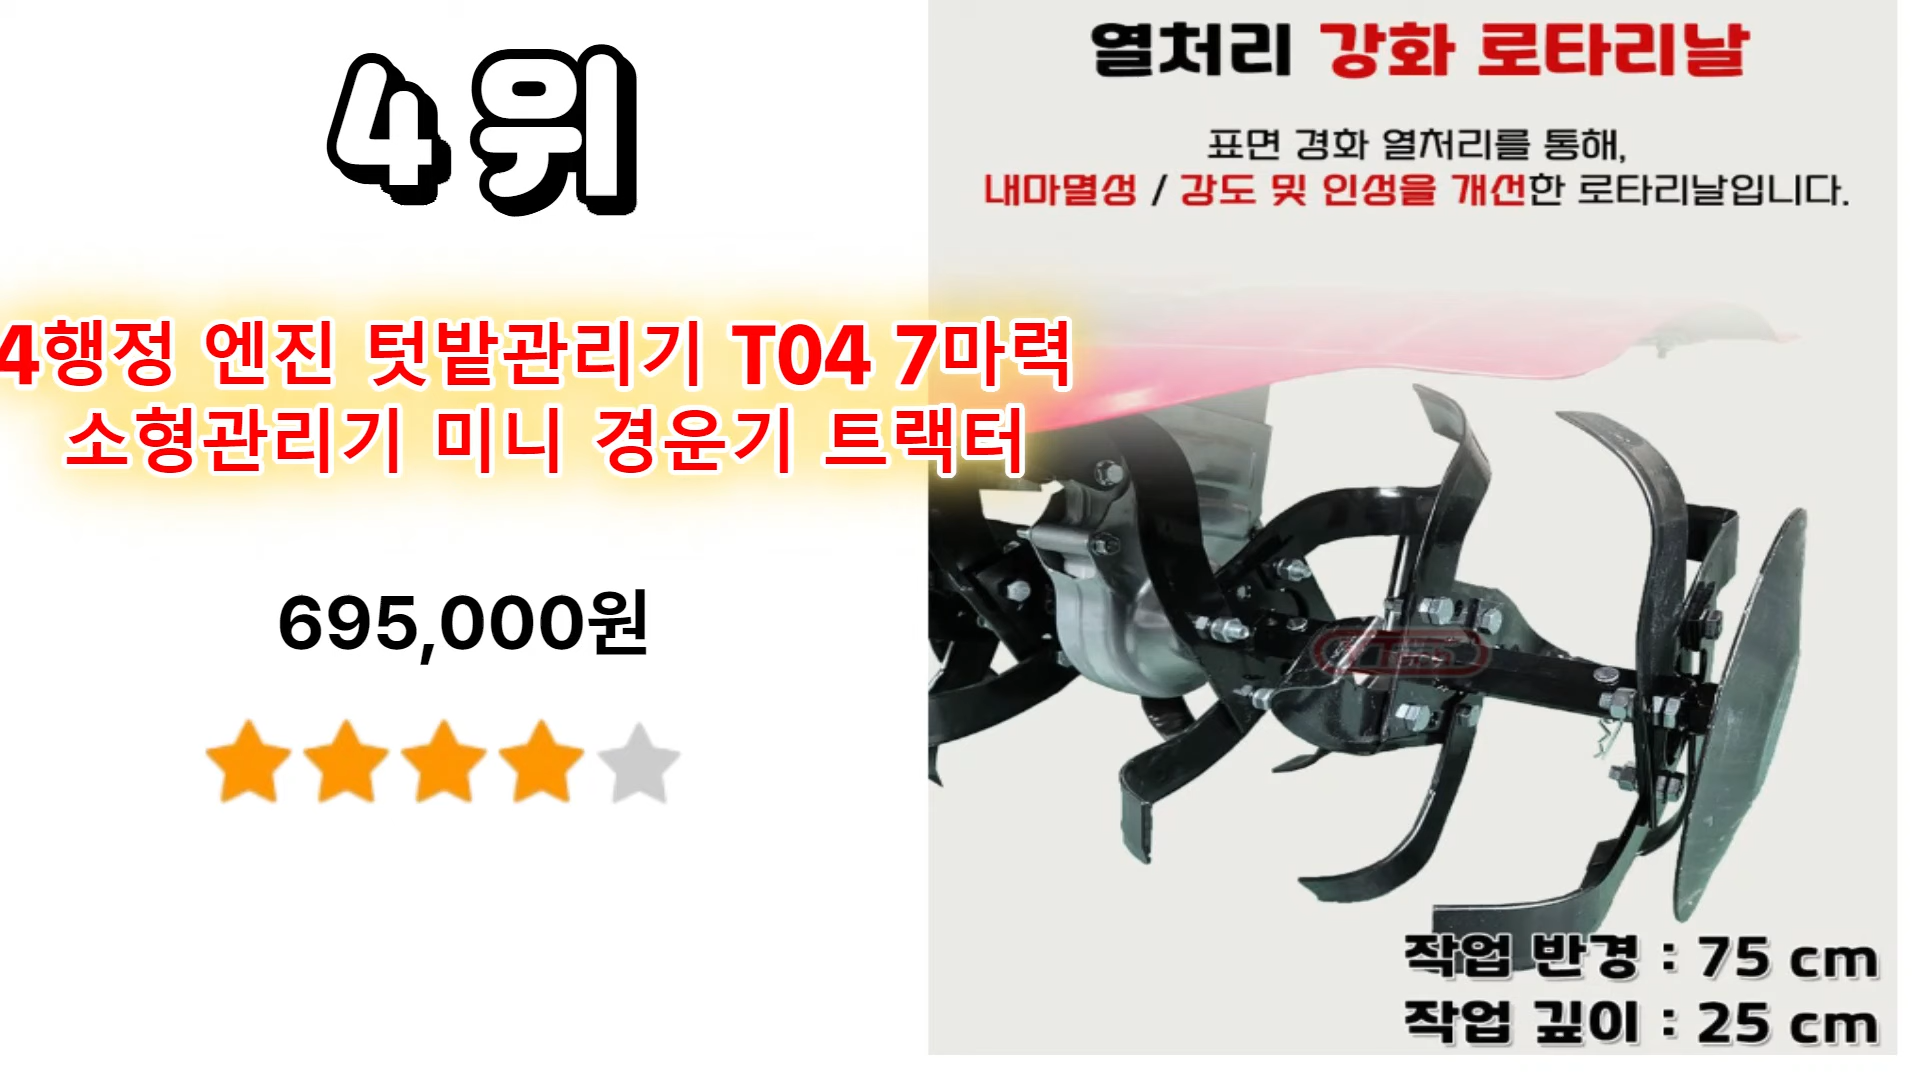 4위
4행정 엔진 텃밭관리기 T04 7마력
소형관리기 미니 경운기 트랙터
695,000원
열처리 강화 로타리날
표면 경화 열처리를 통해,
내마멸성 / 강도 및 인성을 개선한 로타리날입니다.
작업 반경 : 75 cm
작업 깊이 : 25 cm